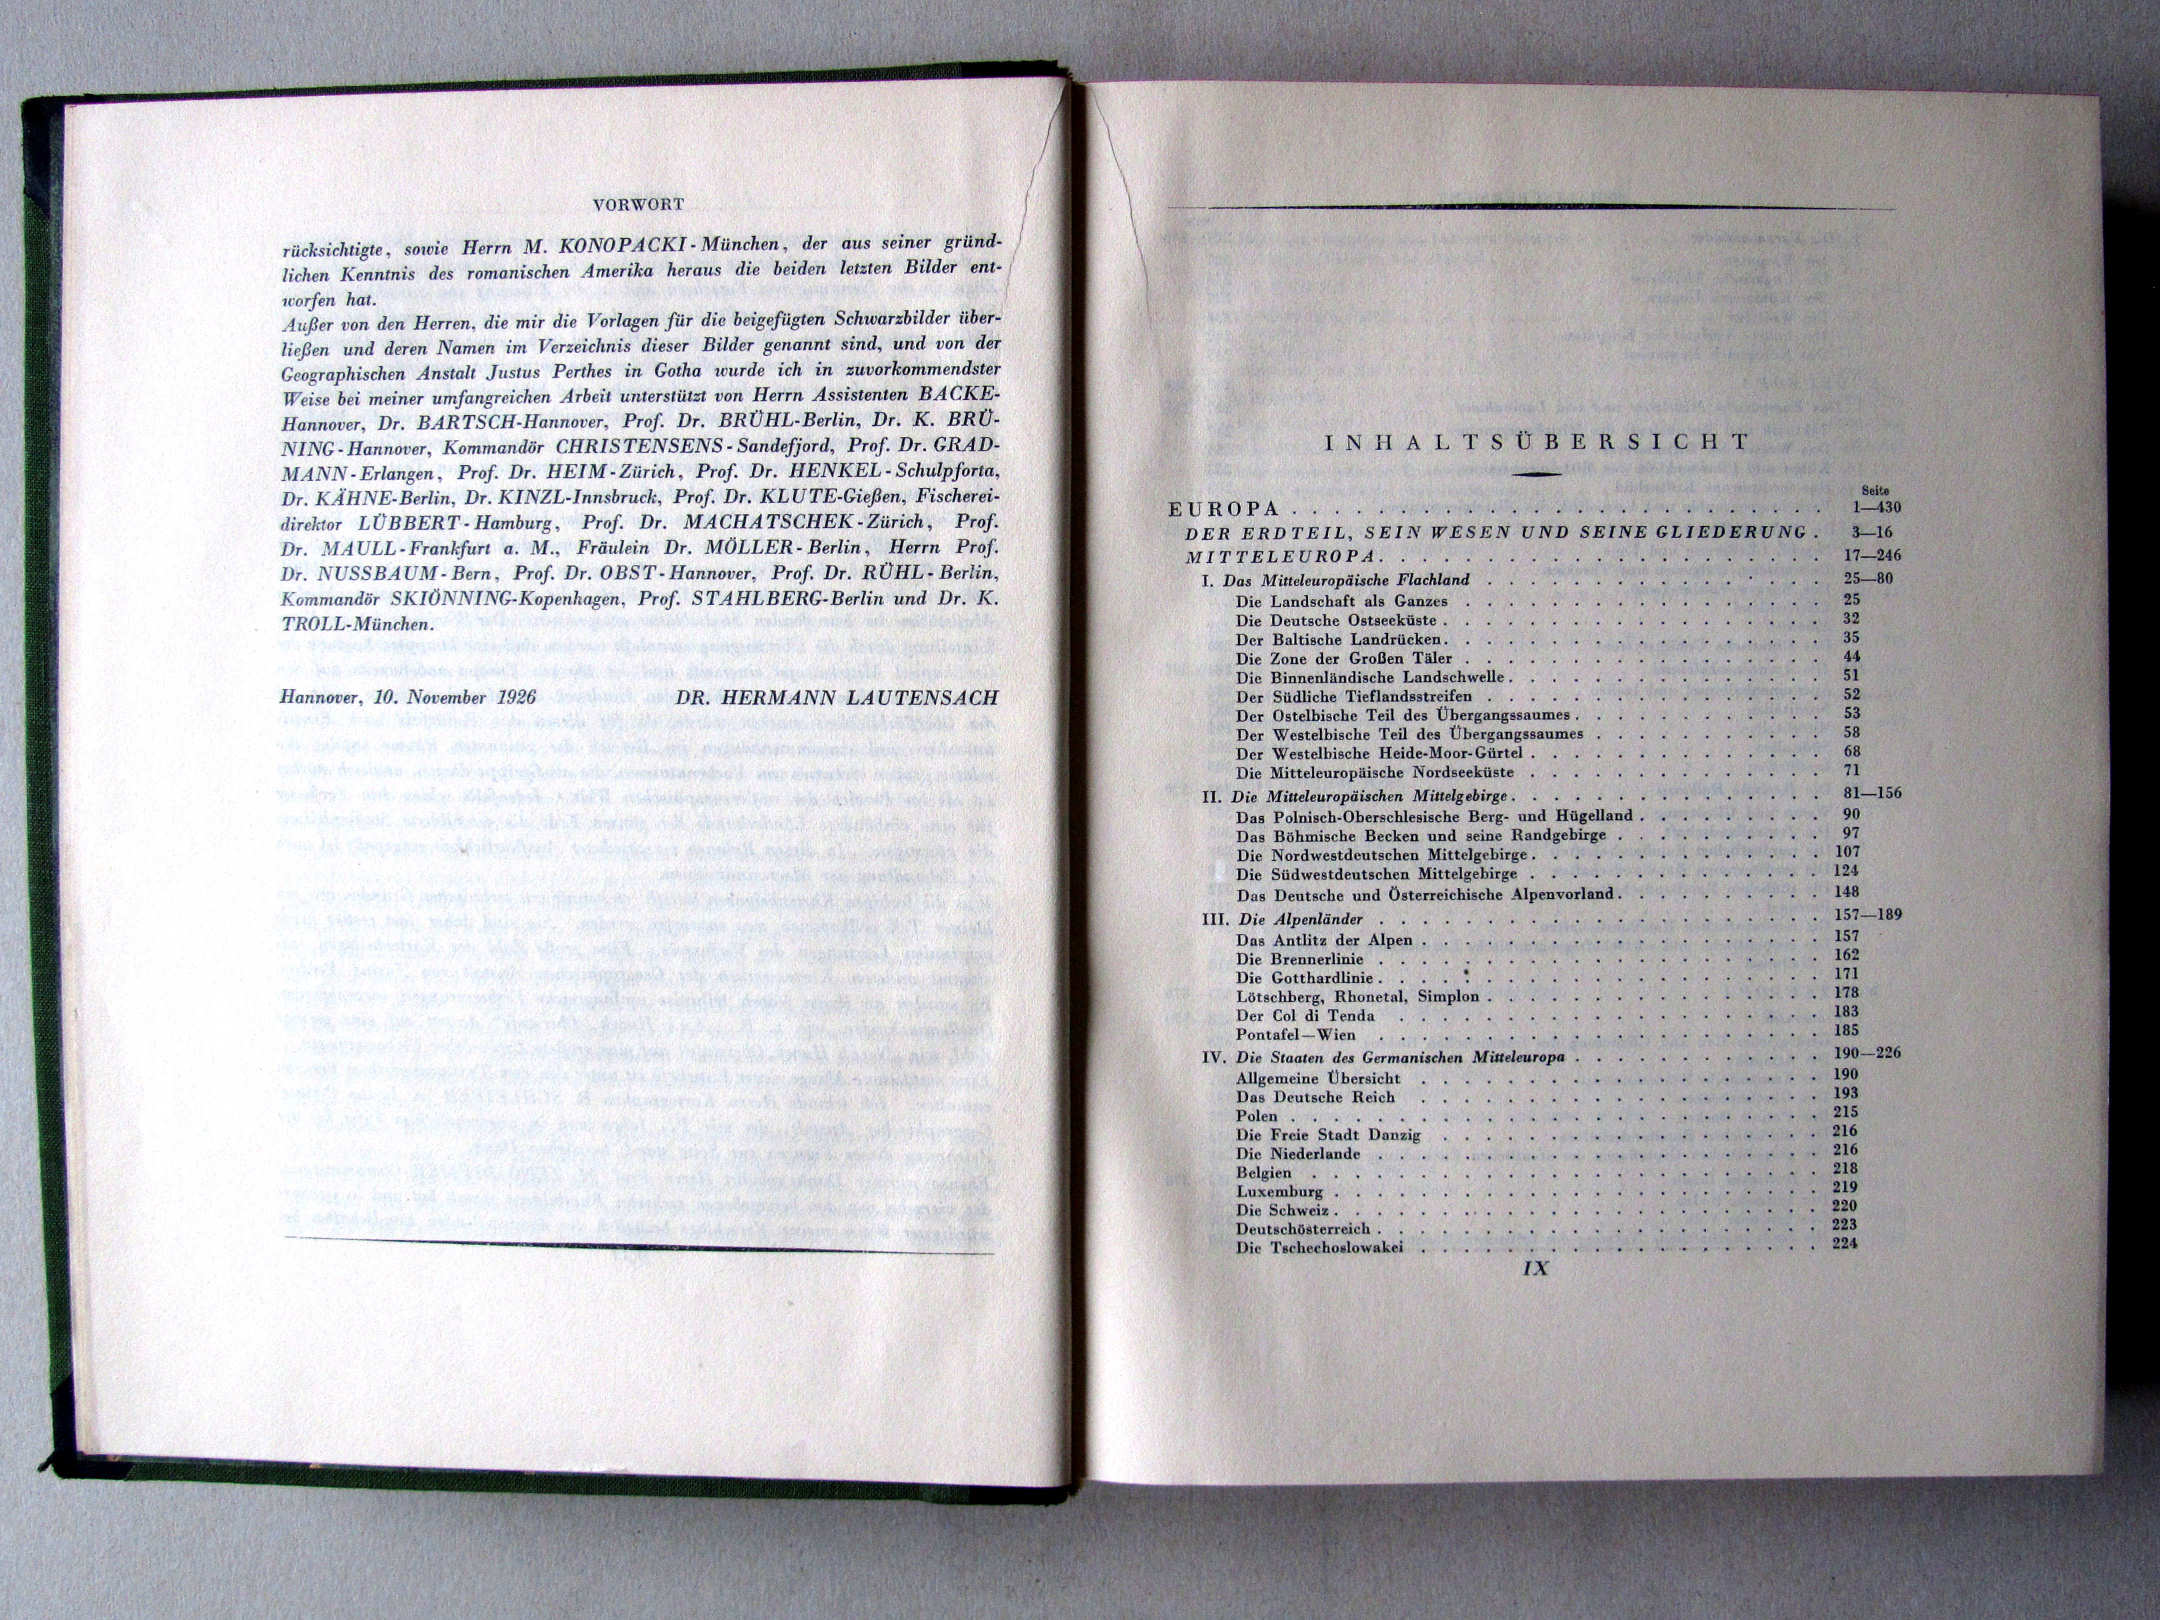 VORWORT
rücksichtigte, sowie Herrn M. KONOPACKI-München, der aus seiner gründ-
lichen Kenntnis des romanischen Amerika heraus die beiden letzten Bilder ent-
worfen hat.
Außer von den Herren, die mir die Vorlagen für die beigefügten Schwarzbilder über-
ließen und deren Namen im Verzeichnis dieser Bilder genannt sind, und von der
Geographischen Anstalt Justus Perthes in Gotha wurde ich in zuvorkommendster
Weise bei meiner umfangreichen Arbeit unterstützt von Herrn Assistenten BACKE-
Hannover, Dr. BARTSCH-Hannover, Prof. Dr. BRÜHL-Berlin, Dr. K. BRÜ-
NING-Hannover, Kommandör CHRISTENSENS-Sandefjord, Prof. Dr. GRAD-
MANN-Erlangen, Prof. Dr. HEIM-Zürich, Prof. Dr. HENKEL-Schulpforta,
Dr. KÄHNE-Berlin, Dr. KINZL-Innsbruck, Prof. Dr. KLUTE-Gießen, Fischerei-
direktor LÜBBERT-Hamburg, Prof. Dr. MACHATSCHEK-Zürich, Prof.
Dr. MAULL-Frankfurt a. M., Fräulein Dr. MÖLLER-Berlin, Herrn Prof.
Dr. NUSSBAUM-Bern, Prof. Dr. OBST-Hannover, Prof. Dr. RÜHL-Berlin,
Kommandör SKIÖNNING-Kopenhagen, Prof. STAHLBERG-Berlin und Dr. K.
TROLL-München.
Hannover, 10. November 1926 DR. HERMANN LAUTENSACH
INHALTSÜBERSICHT
Seite
EUROPA . . . . . 1—430
DER ERDTEIL, SEIN WESEN UND SEINE GLIEDERUNG . 3—16
MITTELEUROPA . . . . . 17—246
I. Das Mitteleuropäische Flachland . . . . . 25—80
Die Landschaft als Ganzes . . . . . 25
Die Deutsche Ostseeküste . . . . . 32
Der Baltische Landrücken . . . . . 35
Die Zone der Großen Täler . . . . . 44
Die Binnenländische Landschwelle . . . . . 51
Der Südliche Tieflandsstreifen . . . . . 52
Der Ostelbische Teil des Übergangssaumes . . . . . 53
Der Westelbische Teil des Übergangssaumes . . . . . 58
Der Westelbische Heide-Moor-Gürtel . . . . . 68
Die Mitteleuropäische Nordseeküste . . . . . 71
II. Die Mitteleuropäischen Mittelgebirge . . . . . 81—156
Das Polnisch-Oberschlesische Berg- und Hügelland . . . . . 90
Das Böhmische Becken und seine Randgebirge . . . . . 97
Die Nordwestdeutschen Mittelgebirge . . . . . 107
Die Südwestdeutschen Mittelgebirge . . . . . 124
Das Deutsche und Österreichische Alpenvorland . . . . . 148
III. Die Alpenländer . . . . . 157—189
Das Antlitz der Alpen . . . . . 157
Die Brennerlinie . . . . . 162
Die Gotthardlinie . . . . . 171
Lötschberg, Rhonetal, Simplon . . . . . 178
Der Col di Tenda . . . . . 183
Pontafel—Wien . . . . . 185
IV. Die Staaten des Germanischen Mitteleuropa . . . . . 190—226
Allgemeine Übersicht . . . . . 190
Das Deutsche Reich . . . . . 193
Polen . . . . . 215
Die Freie Stadt Danzig . . . . . 216
Die Niederlande . . . . . 216
Belgien . . . . . 218
Luxemburg . . . . . 219
Die Schweiz . . . . . 220
Deutschösterreich . . . . . 223
Die Tschechoslowakei . . . . . 224
IX